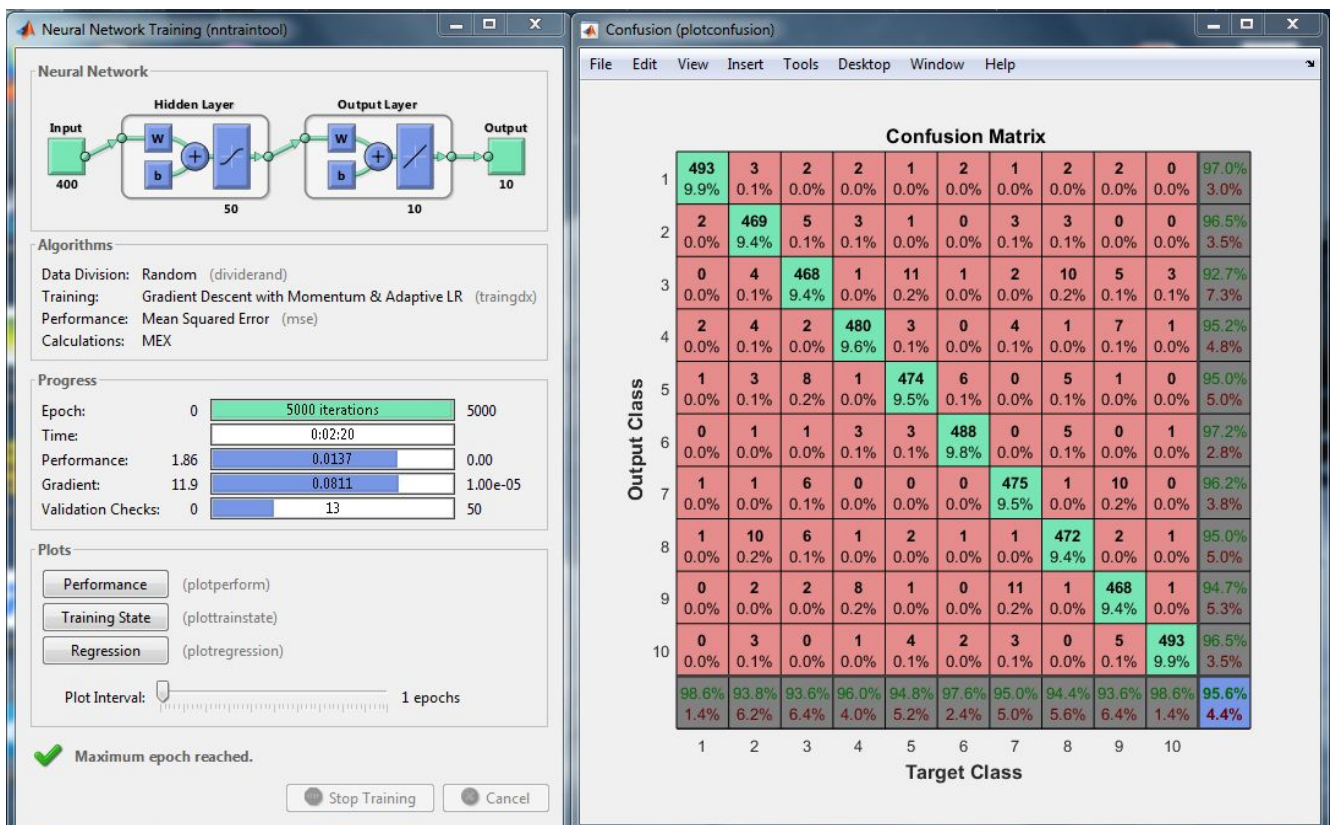 Neural Network Training (nntraintool)
Neural Network
Hidden Layer
Output Layer
Input
Output
W
b
+
W
b
+
400
10
50
10
Algorithms
Data Division: Random (dividerand)
Training: Gradient Descent with Momentum & Adaptive LR (traingdx)
Performance: Mean Squared Error (mse)
Calculations: MEX
Progress
Epoch: 0 5000 iterations 5000
Time: 0:02:20
Performance: 1.86 0.0137 0.00
Gradient: 11.9 0.0811 1.00e-05
Validation Checks: 0 13 50
Plots
Performance (plotperform)
Training State (plottrainstate)
Regression (plotregression)
Plot Interval: 1 epochs
Maximum epoch reached.
Stop Training Cancel
Confusion (plotconfusion)
File Edit View Insert Tools Desktop Window Help
Confusion Matrix
Output Class
1 493 3 2 2 1 2 1 2 2 0 97.0%
9.9% 0.1% 0.0% 0.0% 0.0% 0.0% 0.0% 0.0% 0.0% 0.0% 3.0%
2 2 469 5 3 1 0 3 3 0 0 96.5%
0.0% 9.4% 0.1% 0.1% 0.0% 0.0% 0.1% 0.1% 0.0% 0.0% 3.5%
3 0 4 468 1 11 1 2 10 5 3 92.7%
0.0% 0.1% 9.4% 0.0% 0.2% 0.0% 0.0% 0.2% 0.1% 0.1% 7.3%
4 2 4 2 480 3 0 4 1 7 1 95.2%
0.0% 0.1% 0.0% 9.6% 0.1% 0.0% 0.1% 0.0% 0.1% 0.0% 4.8%
5 1 3 8 1 474 6 0 5 1 0 95.0%
0.0% 0.1% 0.2% 0.0% 9.5% 0.1% 0.0% 0.1% 0.0% 0.0% 5.0%
6 0 1 1 3 3 488 0 5 0 1 97.2%
0.0% 0.0% 0.0% 0.1% 0.1% 9.8% 0.0% 0.1% 0.0% 0.0% 2.8%
7 1 1 6 0 0 0 475 1 10 0 96.2%
0.0% 0.0% 0.1% 0.0% 0.0% 0.0% 9.5% 0.0% 0.2% 0.0% 3.8%
8 1 10 6 1 2 1 1 472 2 1 95.0%
0.0% 0.2% 0.1% 0.0% 0.0% 0.0% 0.0% 9.4% 0.0% 0.0% 5.0%
9 0 2 2 8 1 0 11 1 468 1 94.7%
0.0% 0.0% 0.0% 0.2% 0.0% 0.0% 0.2% 0.0% 9.4% 0.0% 5.3%
10 0 3 0 1 4 2 3 0 5 493 96.5%
0.0% 0.1% 0.0% 0.0% 0.1% 0.0% 0.1% 0.0% 0.1% 9.9% 3.5%
98.6% 93.8% 93.6% 96.0% 94.8% 97.6% 95.0% 94.4% 93.6% 98.6% 95.6%
1.4% 6.2% 6.4% 4.0% 5.2% 2.4% 5.0% 5.6% 6.4% 1.4% 4.4%
1 2 3 4 5 6 7 8 9 10
Target Class